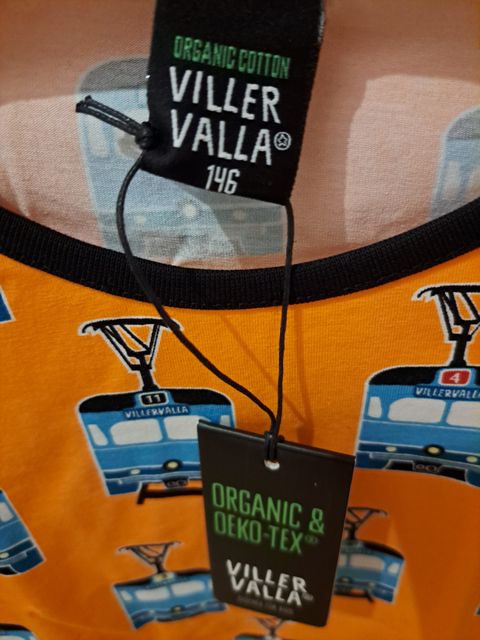 ORGANIC COTTON
VILLER
VALLA
146
11
VILLERVALLA
4
VILLERVALLA
ORGANIC &
OEKO-TEX®
VILLER
VALLA®